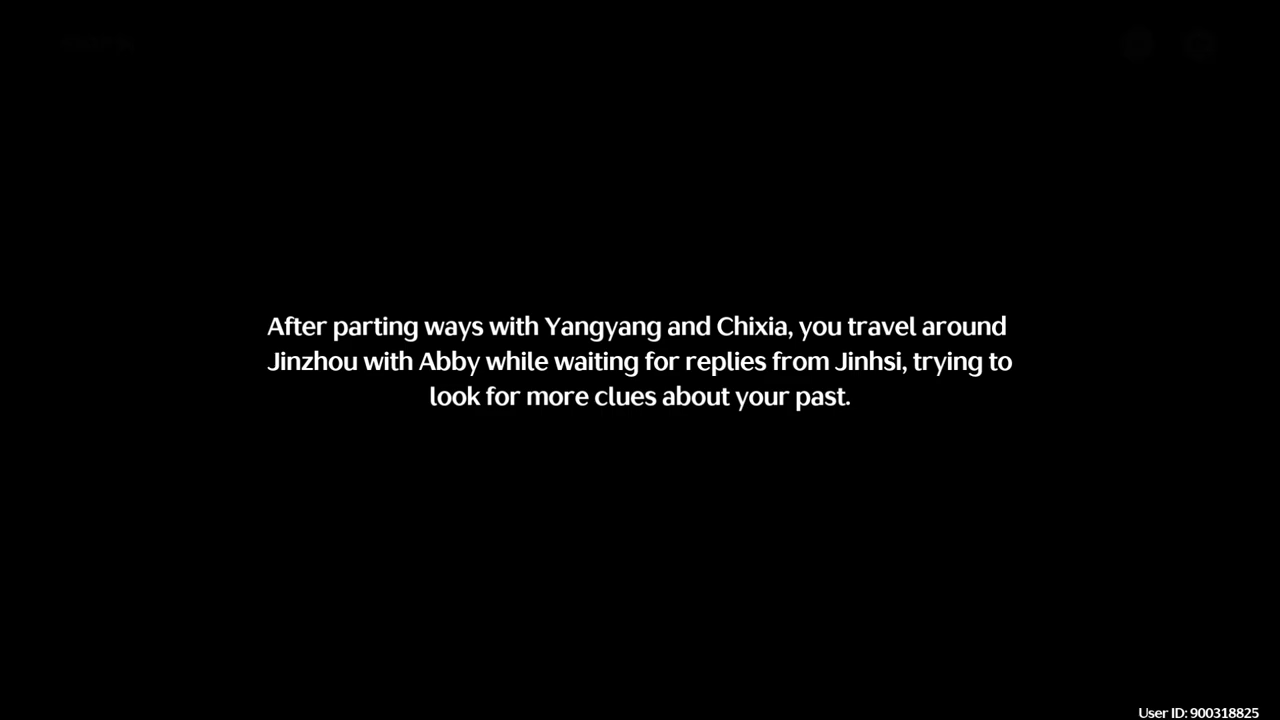 After parting ways with Yangyang and Chixia, you travel around
Jinzhou with Abby while waiting for replies from Jinhsi, trying to
look for more clues about your past.
User ID: 900318825